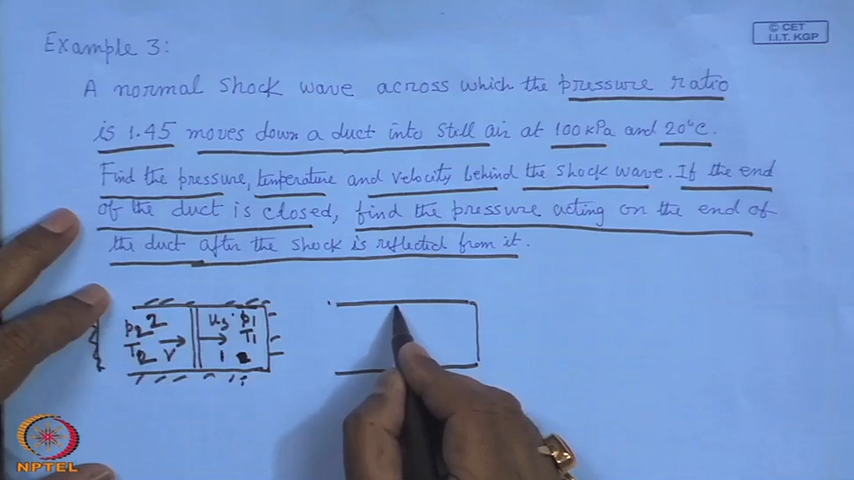 © CET
I.I.T. KGP
Example 3:
A normal shock wave across which the pressure ratio
is 1.45 moves down a duct into still air at 100 kPa and 20°C.
Find the pressure, temperature and velocity behind the shock wave. If the end
of the duct is closed, find the pressure acting on the end of
the duct after the shock is reflected from it.
p2 2 us p1
T2 V T1
1
NPTEL